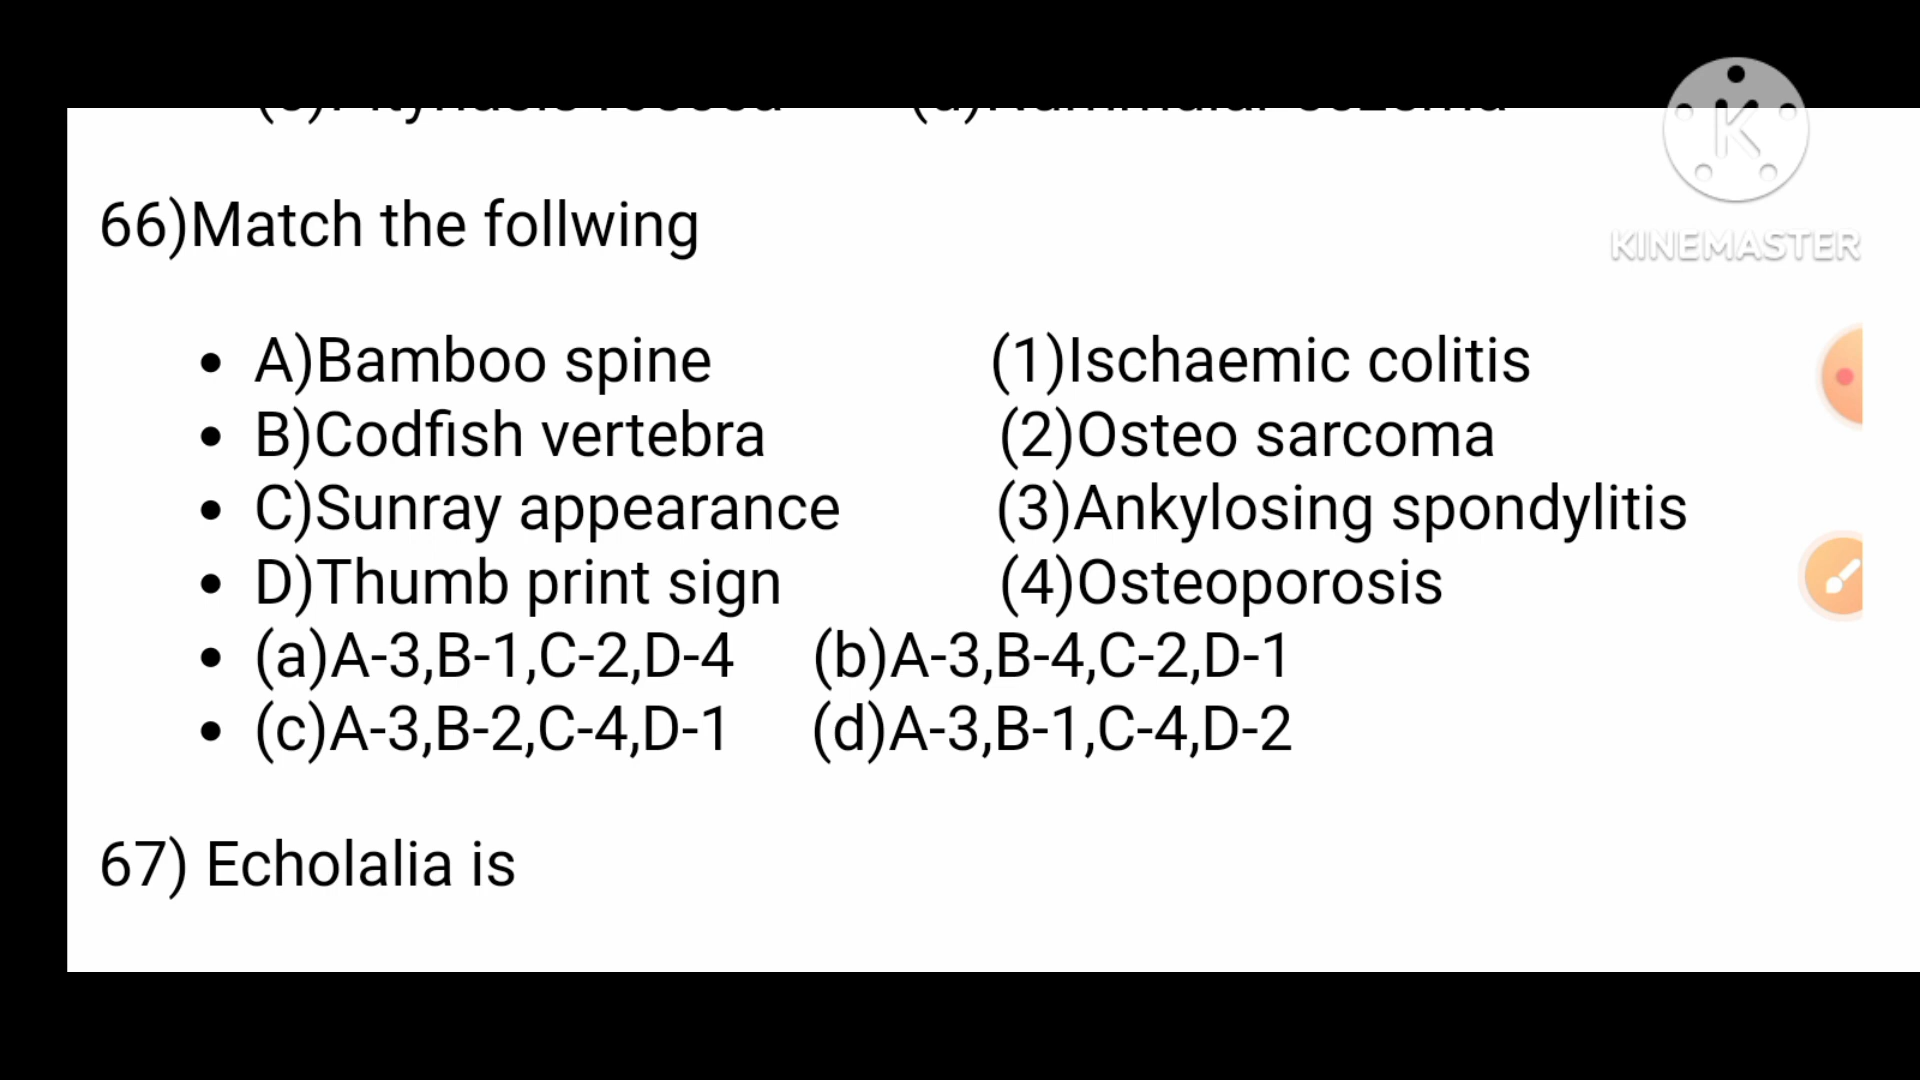 K
KINEMASTER
66)Match the follwing
A)Bamboo spine (1)Ischaemic colitis
B)Codfish vertebra (2)Osteo sarcoma
C)Sunray appearance (3)Ankylosing spondylitis
D)Thumb print sign (4)Osteoporosis
(a)A-3,B-1,C-2,D-4 (b)A-3,B-4,C-2,D-1
(c)A-3,B-2,C-4,D-1 (d)A-3,B-1,C-4,D-2
67) Echolalia is